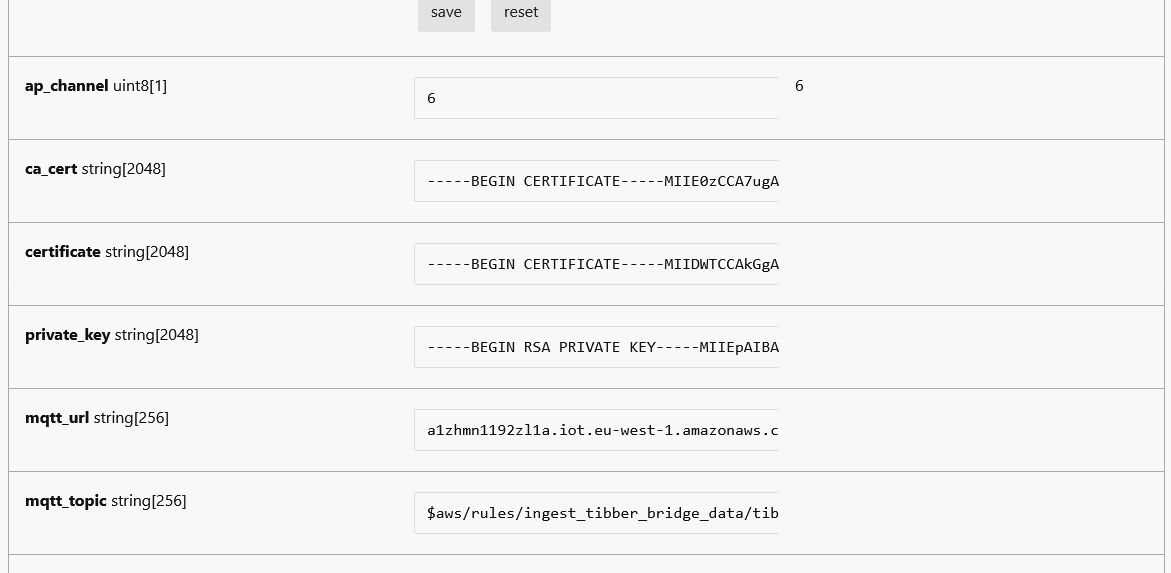 save reset
ap_channel uint8[1] 6 6
ca_cert string[2048] -----BEGIN CERTIFICATE-----MIIE0zCCA7ugA
certificate string[2048] -----BEGIN CERTIFICATE-----MIIDWTCCAkGgA
private_key string[2048] -----BEGIN RSA PRIVATE KEY-----MIIEpAIBA
mqtt_url string[256] a1zhmn1192zl1a.iot.eu-west-1.amazonaws.c
mqtt_topic string[256] $aws/rules/ingest_tibber_bridge_data/tib